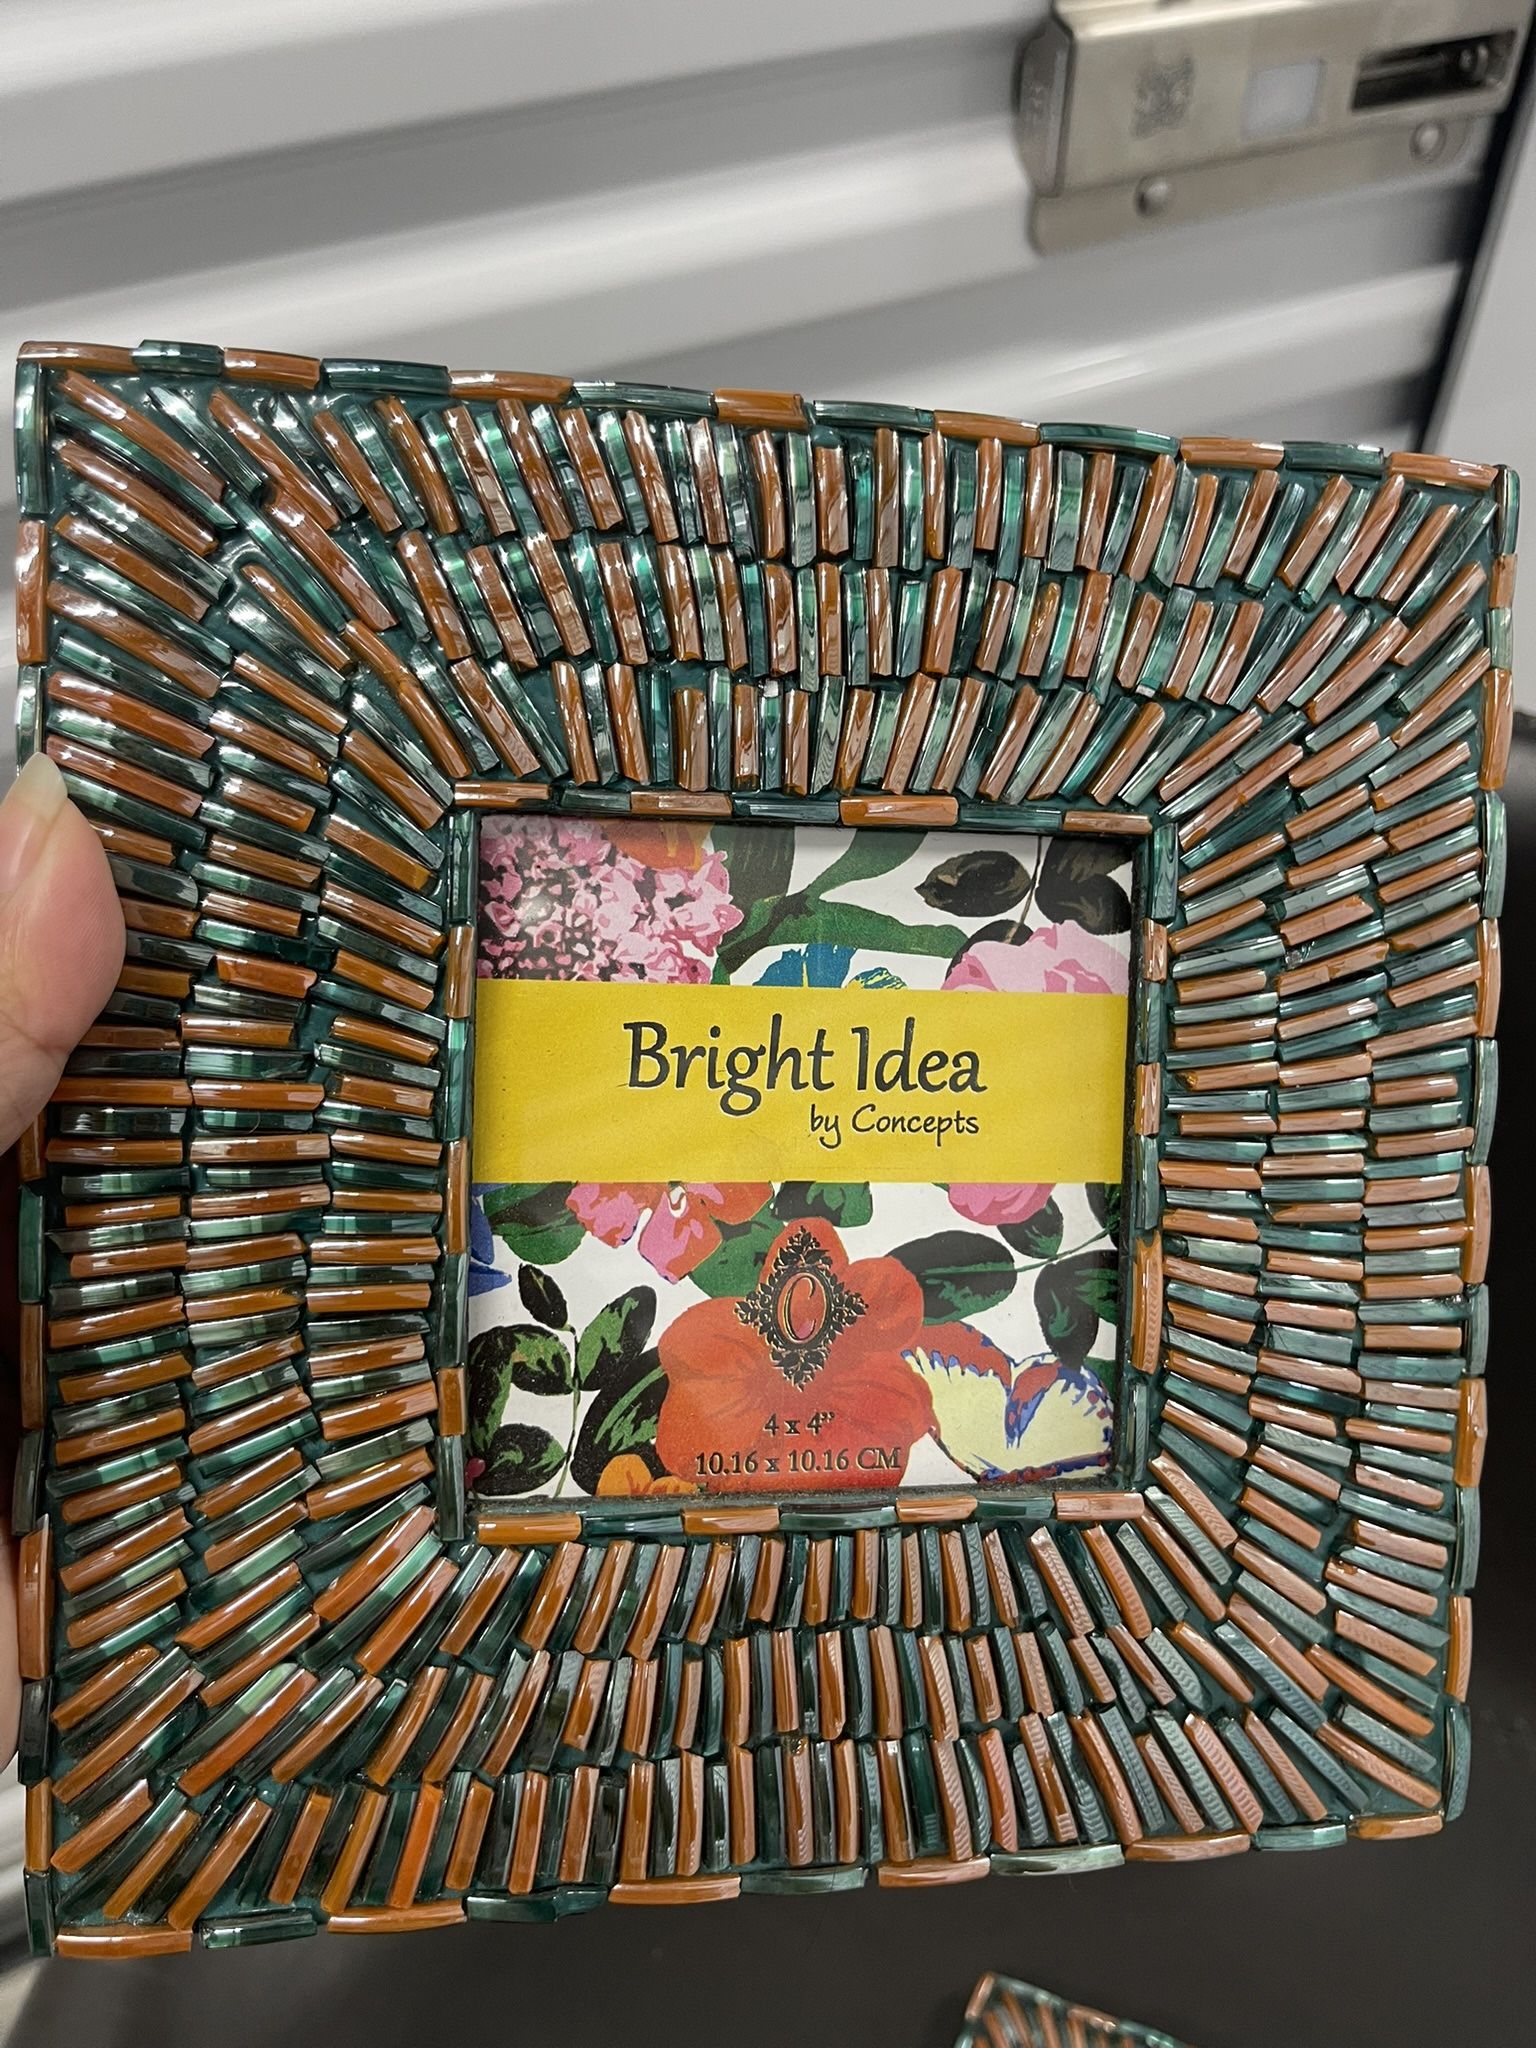 Bright Idea
by Concepts
C
4 x 4”
10.16 x 10.16 CM